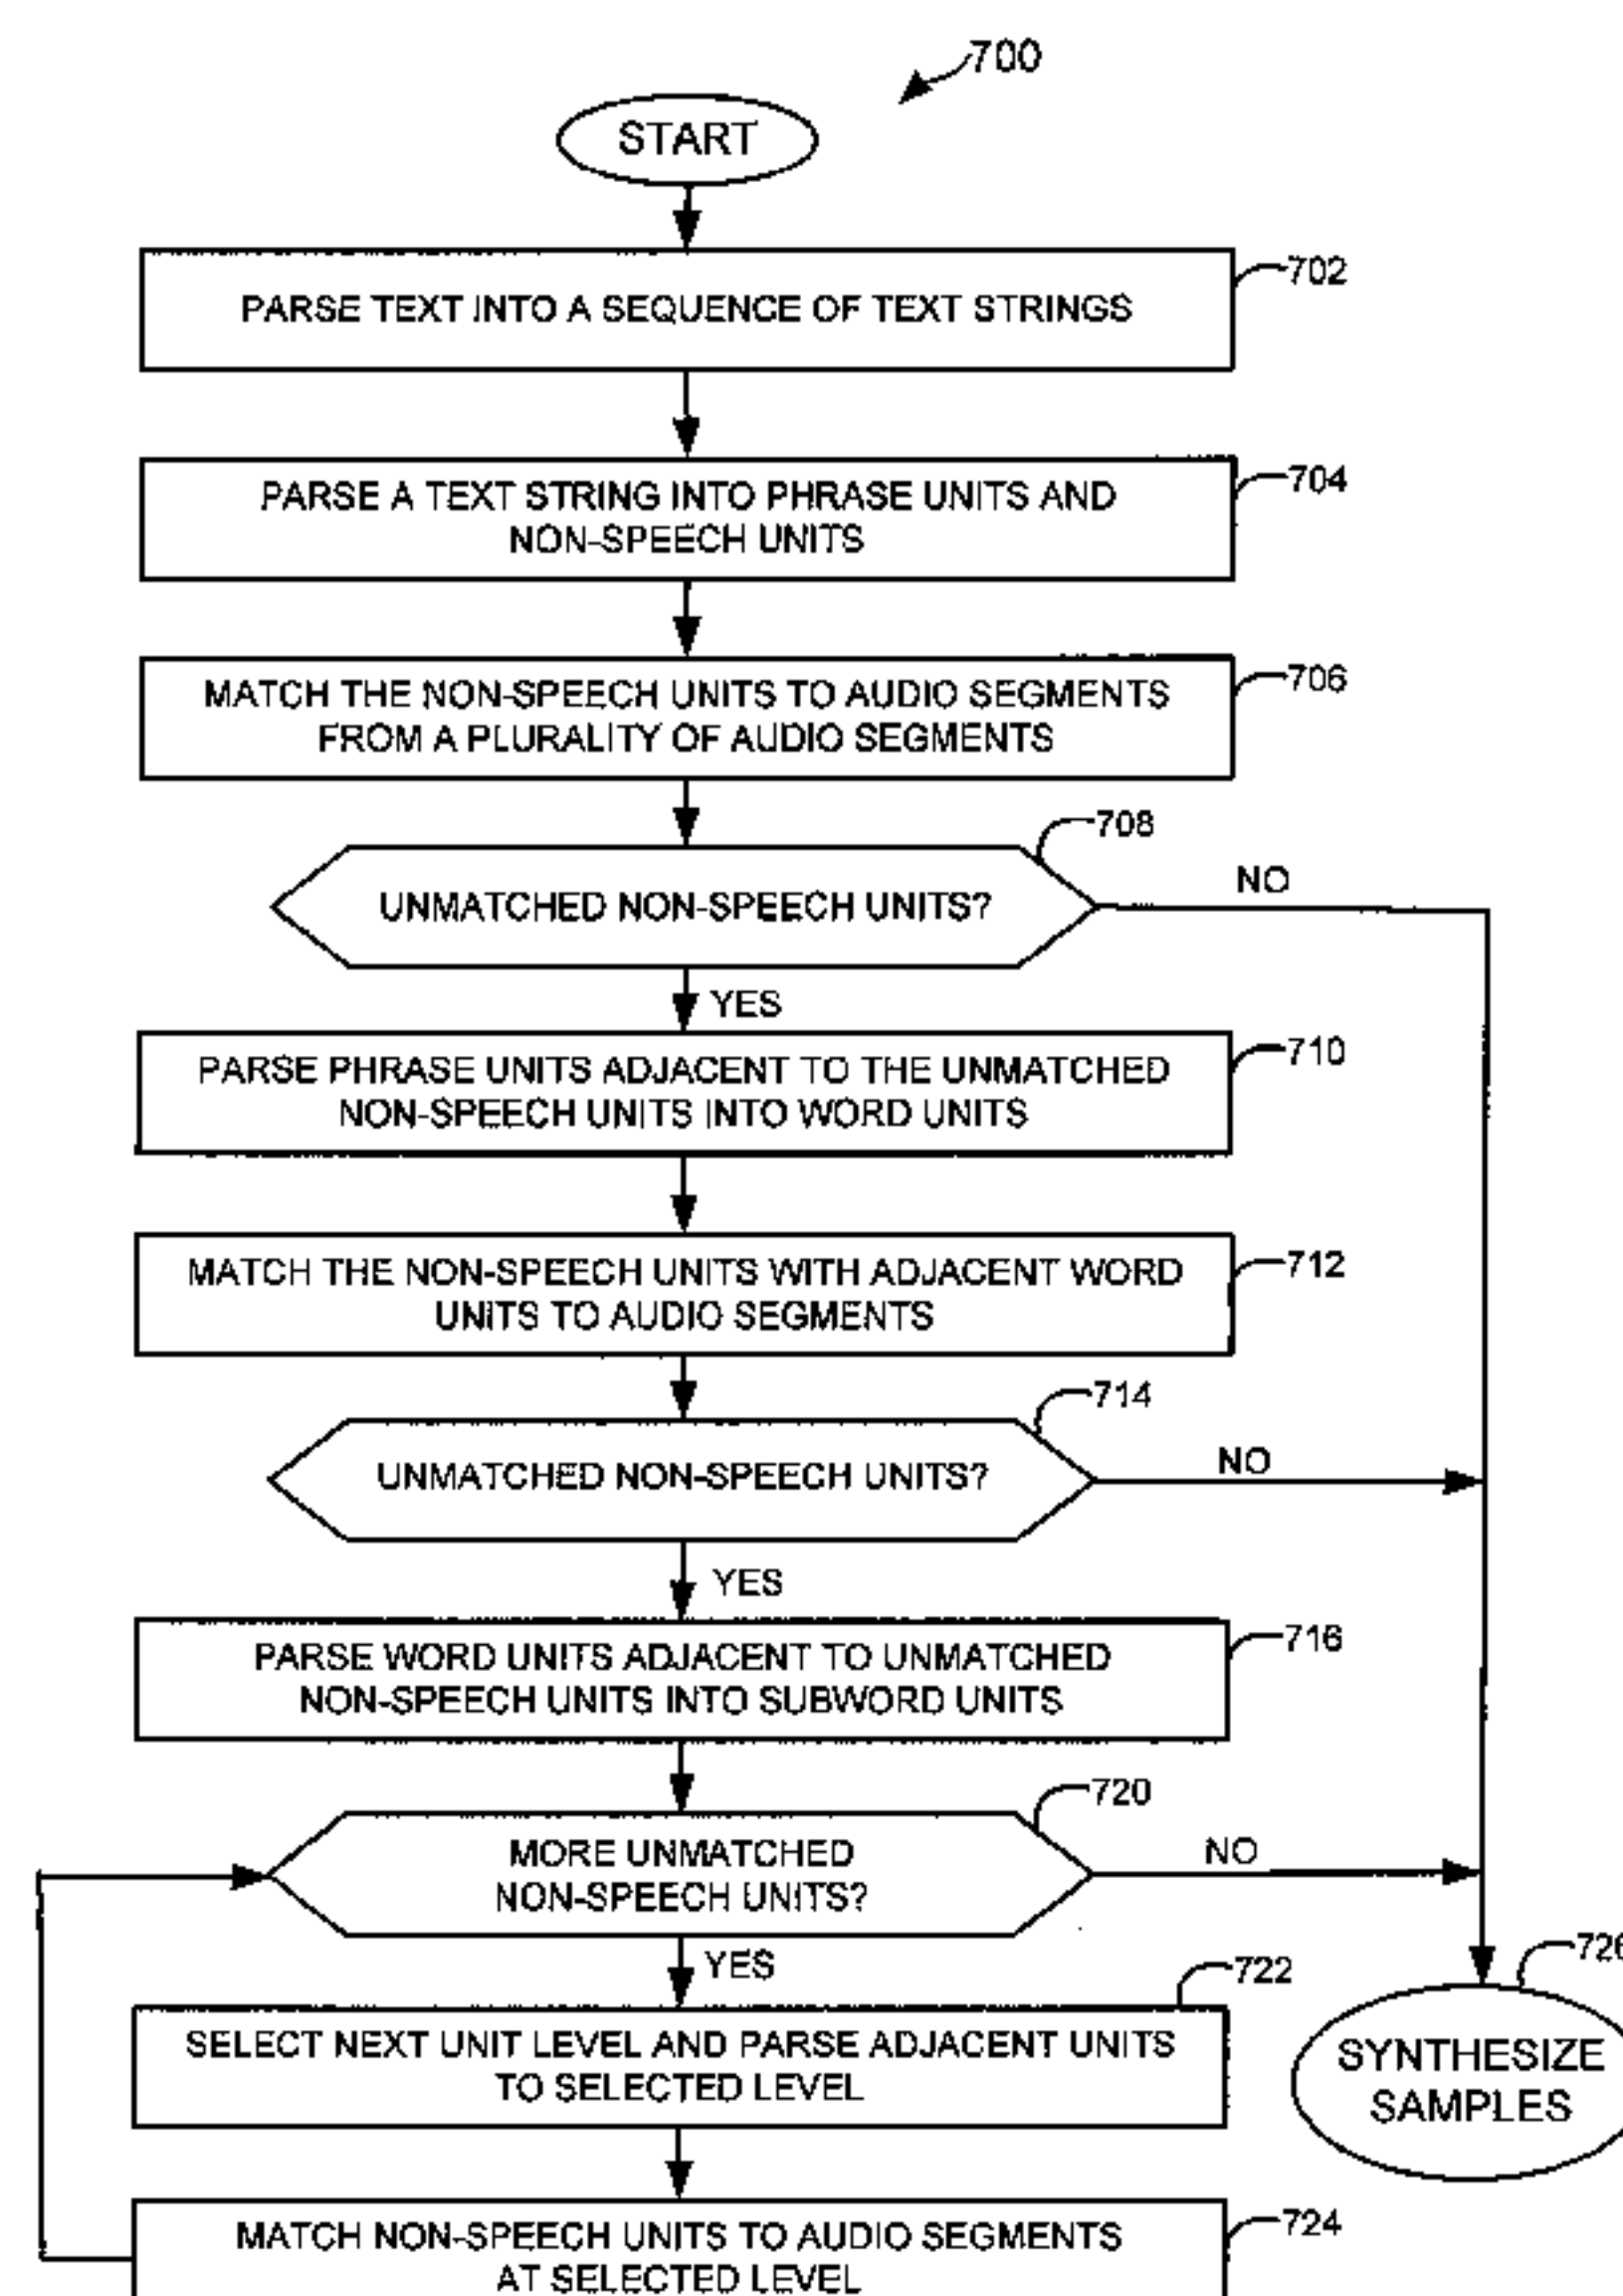 700
START
702
PARSE TEXT INTO A SEQUENCE OF TEXT STRINGS
704
PARSE A TEXT STRING INTO PHRASE UNITS AND
NON-SPEECH UNITS
706
MATCH THE NON-SPEECH UNITS TO AUDIO SEGMENTS
FROM A PLURALITY OF AUDIO SEGMENTS
708
UNMATCHED NON-SPEECH UNITS?
NO
YES
710
PARSE PHRASE UNITS ADJACENT TO THE UNMATCHED
NON-SPEECH UNITS INTO WORD UNITS
712
MATCH THE NON-SPEECH UNITS WITH ADJACENT WORD
UNITS TO AUDIO SEGMENTS
714
UNMATCHED NON-SPEECH UNITS?
NO
YES
716
PARSE WORD UNITS ADJACENT TO UNMATCHED
NON-SPEECH UNITS INTO SUBWORD UNITS
720
MORE UNMATCHED
NON-SPEECH UNITS?
NO
YES
722
SELECT NEXT UNIT LEVEL AND PARSE ADJACENT UNITS
TO SELECTED LEVEL
726
SYNTHESIZE
SAMPLES
724
MATCH NON-SPEECH UNITS TO AUDIO SEGMENTS
AT SELECTED LEVEL